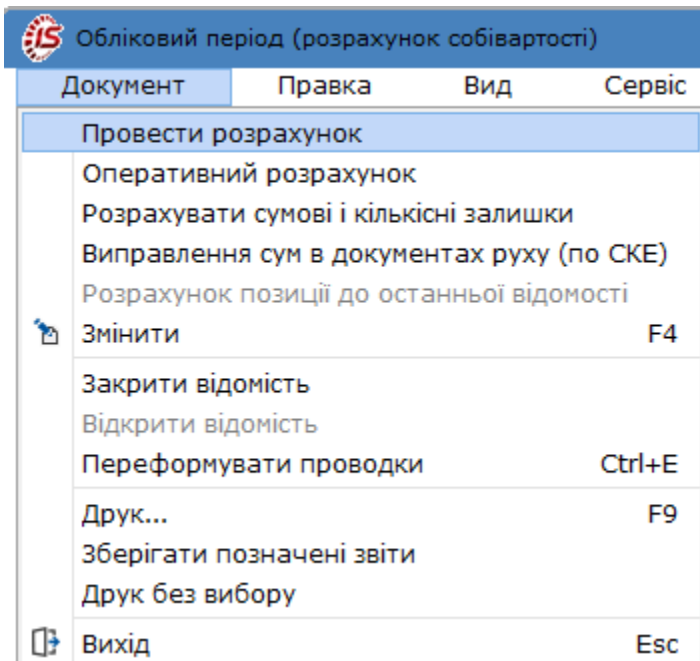 IS Обліковий період (розрахунок собівартості)
Документ Правка Вид Сервіс
Провести розрахунок
Оперативний розрахунок
Розрахувати сумові і кількісні залишки
Виправлення сум в документах руху (по СКЕ)
Розрахунок позиції до останньої відомості
Змінити F4
Закрити відомість
Відкрити відомість
Переформувати проводки Ctrl+E
Друк... F9
Зберігати позначені звіти
Друк без вибору
Вихід Esc